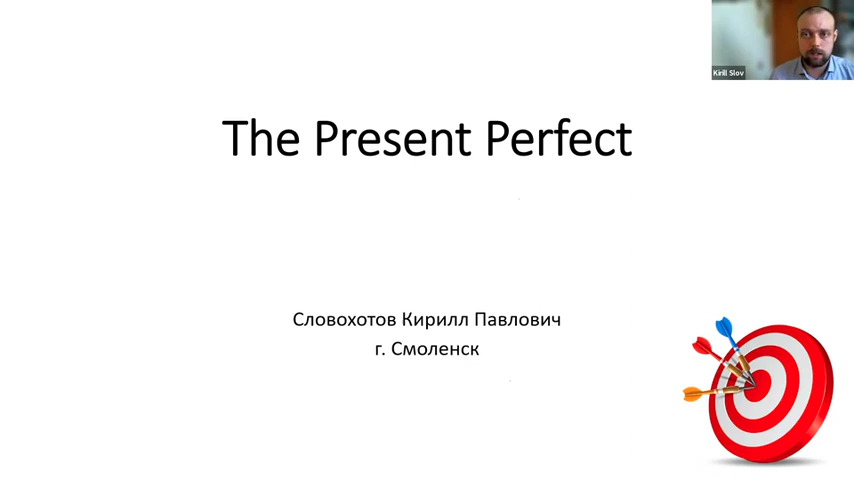 Kirill Slov
The Present Perfect
Словохотов Кирилл Павлович
г. Смоленск